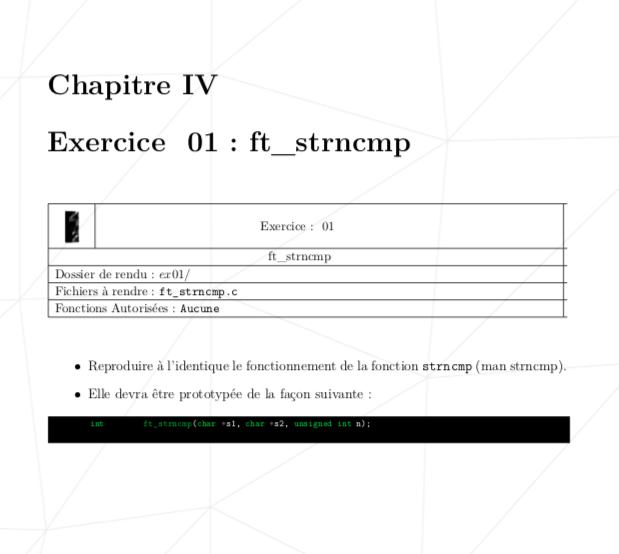 Chapitre IV
Exercice 01 : ft_strncmp
Exercice : 01
ft_strncmp
Dossier de rendu : ex01/
Fichiers à rendre : ft_strncmp.c
Fonctions Autorisées : Aucune
• Reproduire à l'identique le fonctionnement de la fonction strncmp (man strncmp).
• Elle devra être prototypée de la façon suivante :
int ft_strncmp(char *s1, char *s2, unsigned int n);